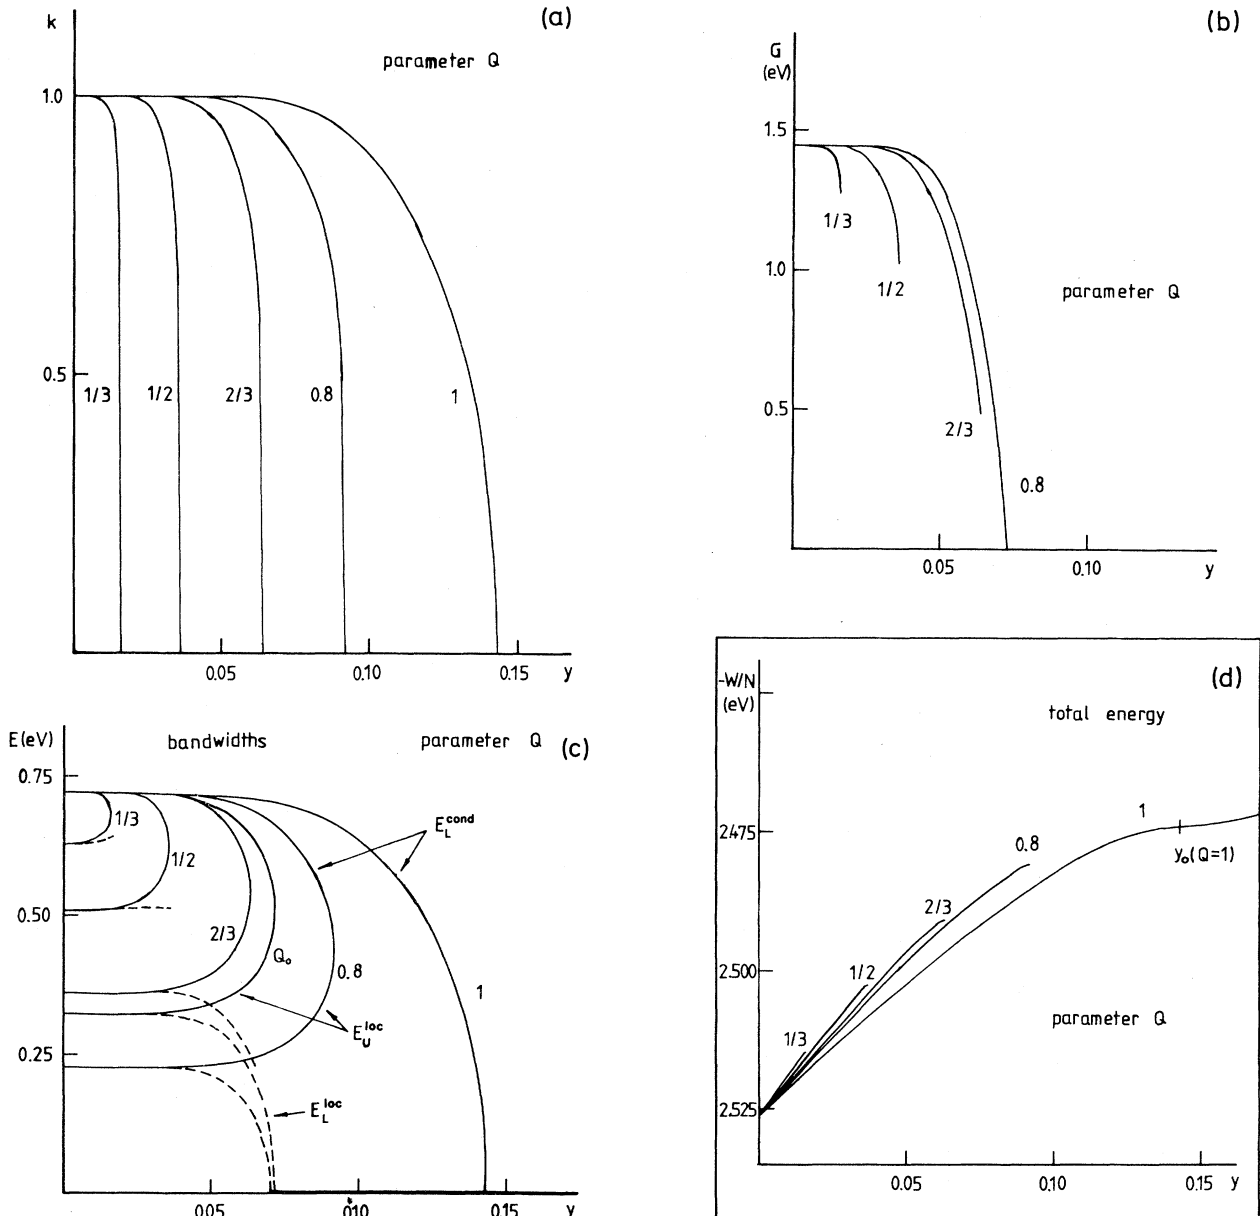 k
(a)
parameter Q
1.0
0.5
1/3
1/2
2/3
0.8
1
0.05
0.10
0.15
y
(b)
G
(eV)
1.5
1.0
0.5
1/3
1/2
2/3
0.8
parameter Q
0.05
0.10
y
E(eV)
bandwidths
parameter Q
(c)
0.75
0.50
0.25
1/3
1/2
2/3
Q₀
0.8
1
E_L^cond
E_U^loc
E_L^loc
0.05
0.10
0.15
y
-W/N
(eV)
(d)
total energy
2.475
2.500
2.525
1/3
1/2
2/3
0.8
1
y₀(Q=1)
parameter Q
0.05
0.10
0.15
y